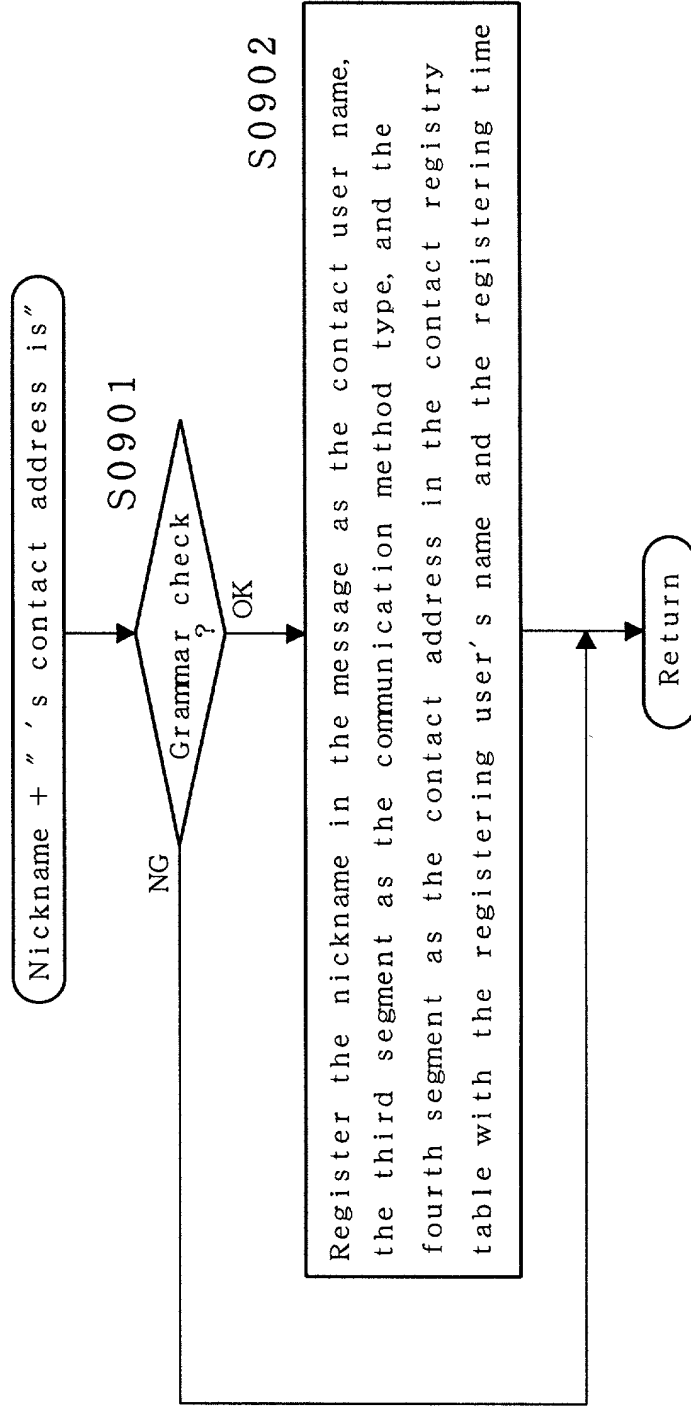 Nickname + "'s contact address is"
S0901
Grammar check
?
NG
OK
S0902
Register the nickname in the message as the contact user name,
the third segment as the communication method type, and the
fourth segment as the contact address in the contact registry
table with the registering user's name and the registering time
Return